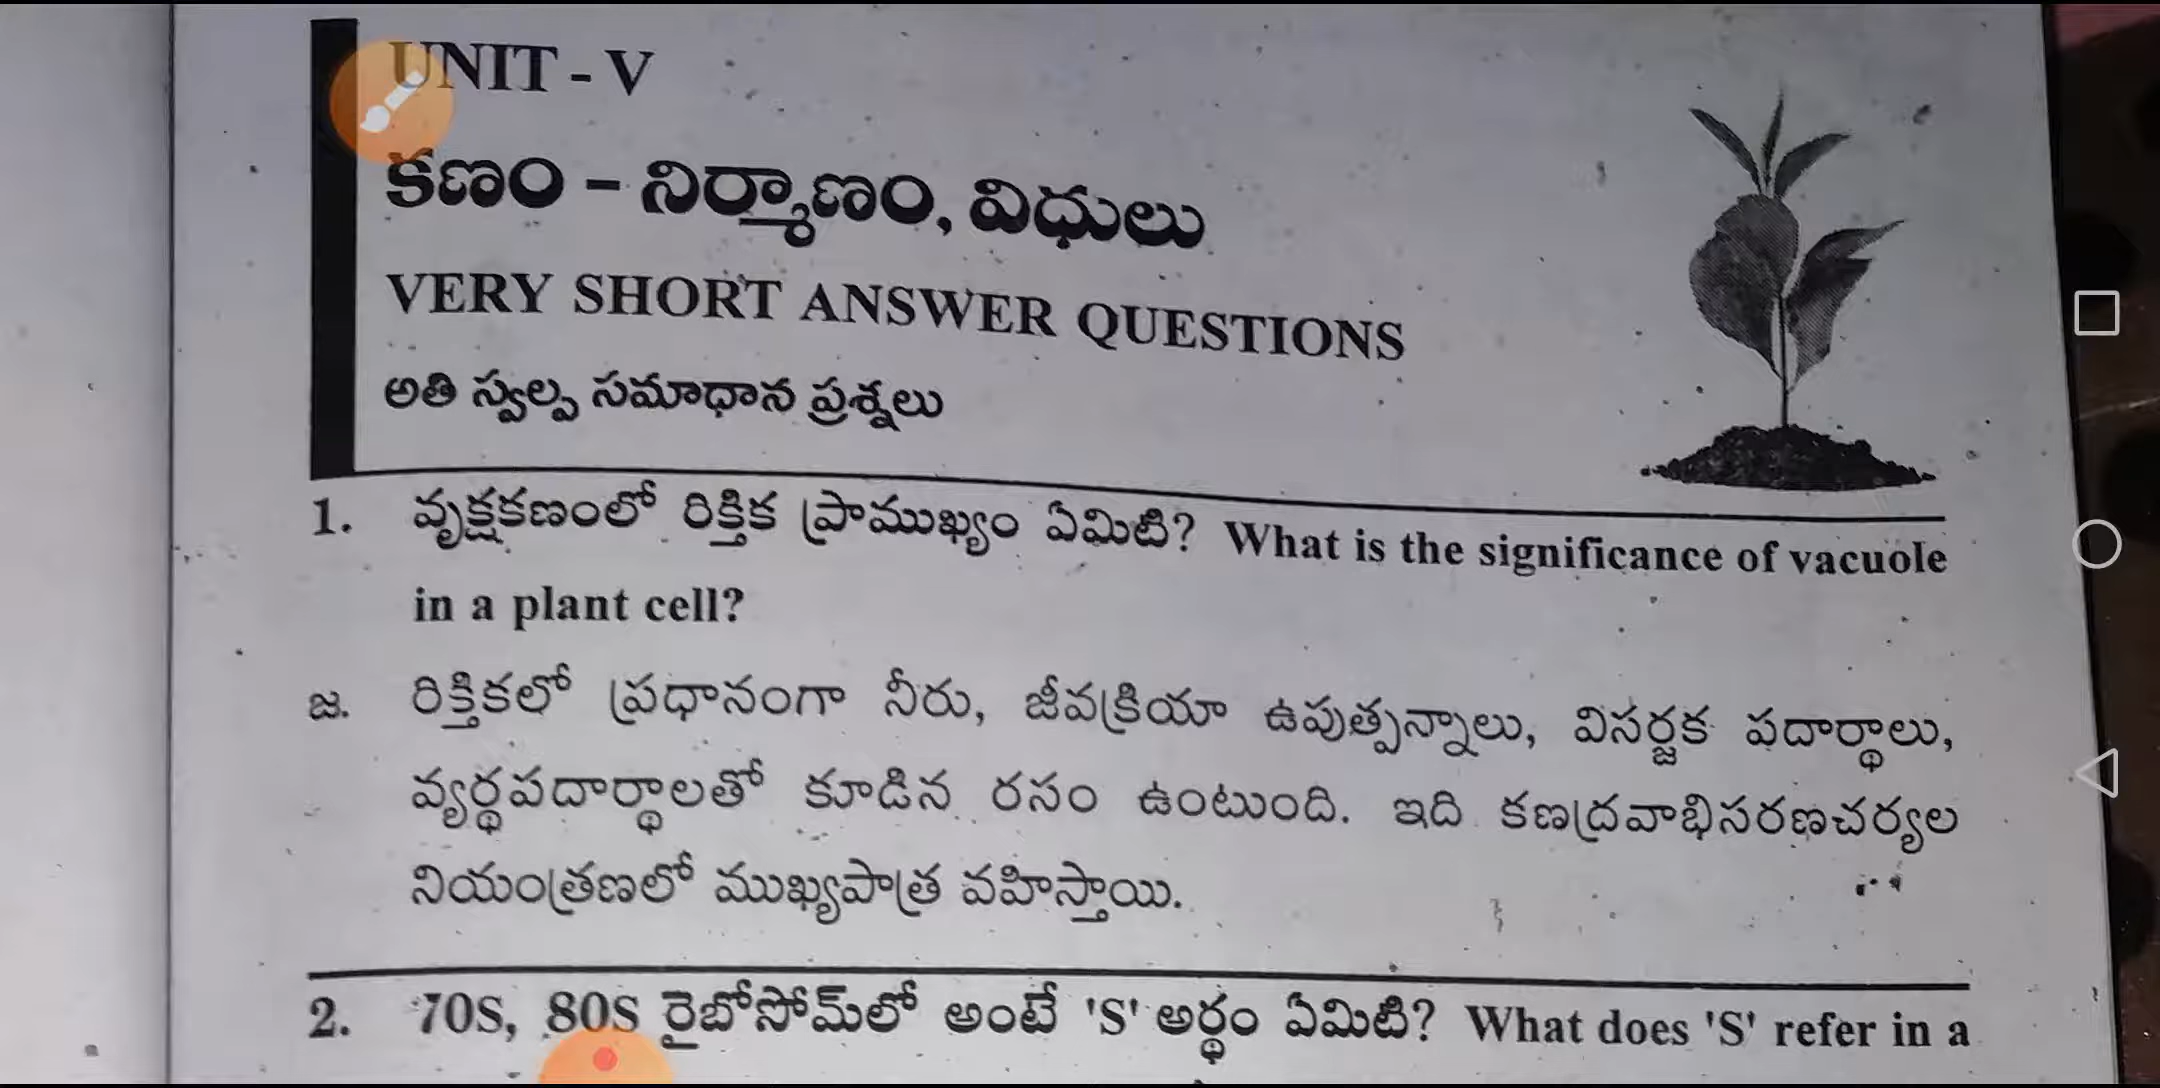 UNIT - V
కణం - నిర్మాణం, విధులు
VERY SHORT ANSWER QUESTIONS
అతి స్వల్ప సమాధాన ప్రశ్నలు
1. వృక్షకణంలో రిక్తిక ప్రాముఖ్యం ఏమిటి? What is the significance of vacuole
in a plant cell?
జ. రిక్తికలో ప్రధానంగా నీరు, జీవక్రియా ఉపుత్పన్నాలు, విసర్జక పదార్థాలు,
వ్యర్థపదార్థాలతో కూడిన రసం ఉంటుంది. ఇది కణద్రవాభిసరణచర్యల
నియంత్రణలో ముఖ్యపాత్ర వహిస్తాయి.
2. 70S, 80S రైబోసోమ్‌లో అంటే 'S' అర్థం ఏమిటి? What does 'S' refer in a